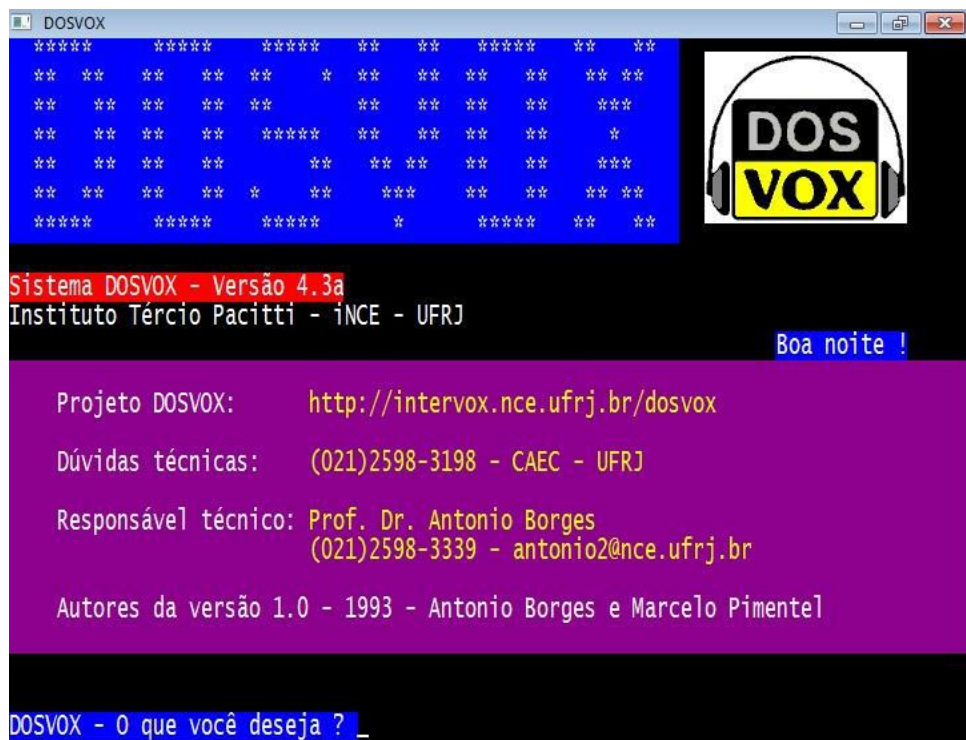 DOSVOX
DOSVOX
DOS
VOX
Sistema DOSVOX - Versão 4.3a
Instituto Tércio Pacitti - iNCE - UFRJ
Boa noite !
Projeto DOSVOX: http://intervox.nce.ufrj.br/dosvox
Dúvidas técnicas: (021)2598-3198 - CAEC - UFRJ
Responsável técnico: Prof. Dr. Antonio Borges
(021)2598-3339 - antonio2@nce.ufrj.br
Autores da versão 1.0 - 1993 - Antonio Borges e Marcelo Pimentel
DOSVOX - O que você deseja ? _